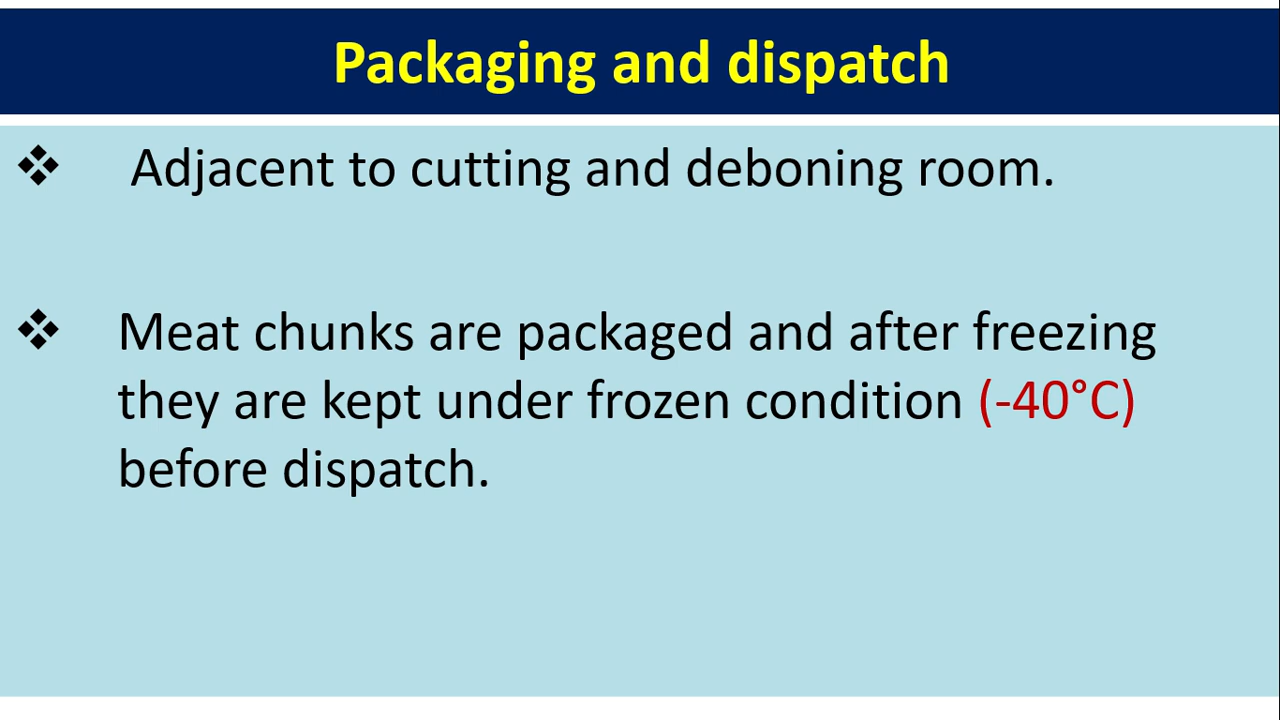 Packaging and dispatch
❖ Adjacent to cutting and deboning room.
❖ Meat chunks are packaged and after freezing
they are kept under frozen condition (-40°C)
before dispatch.